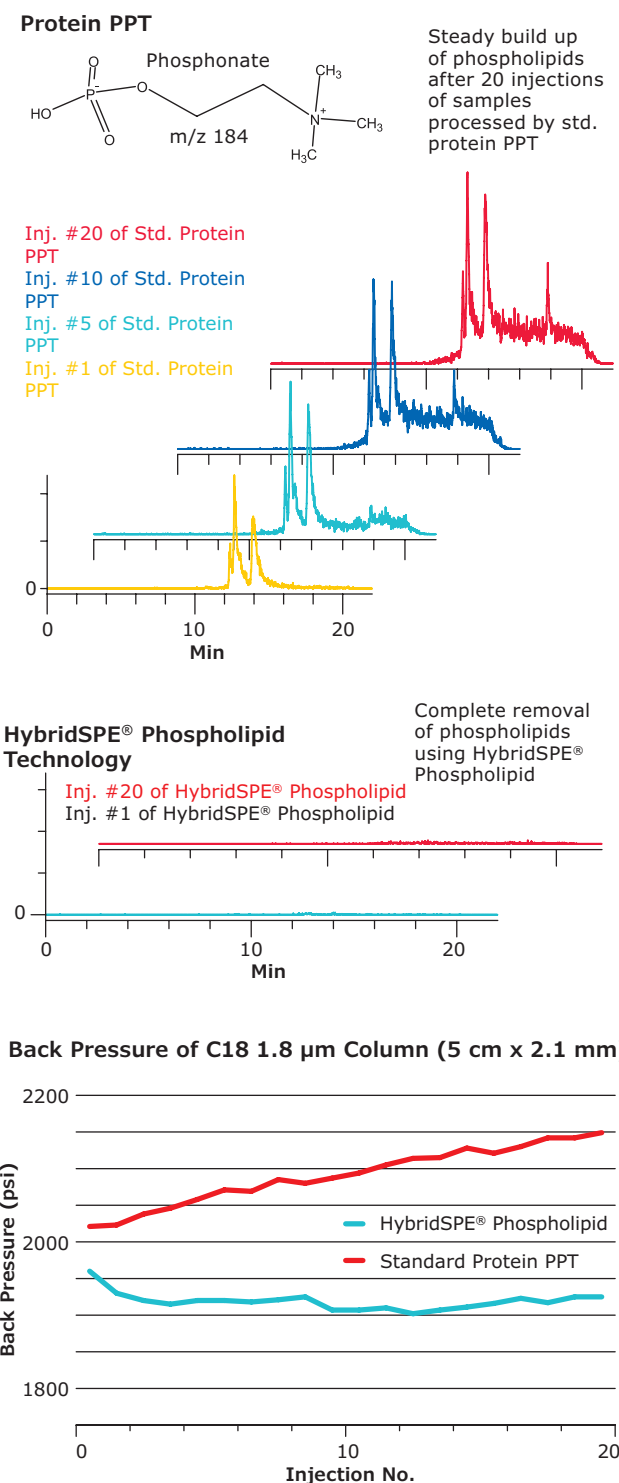 Protein PPT
Phosphonate
O
P-
O
HO
O
N+
CH3
CH3
H3C
m/z 184
Steady build up
of phospholipids
after 20 injections
of samples
processed by std.
protein PPT
Inj. #20 of Std. Protein
PPT
Inj. #10 of Std. Protein
PPT
Inj. #5 of Std. Protein
PPT
Inj. #1 of Std. Protein
PPT
0
0 10 20
Min
HybridSPE® Phospholipid
Technology
Complete removal
of phospholipids
using HybridSPE®
Phospholipid
Inj. #20 of HybridSPE® Phospholipid
Inj. #1 of HybridSPE® Phospholipid
0
0 10 20
Min
Back Pressure of C18 1.8 µm Column (5 cm x 2.1 mm
Back Pressure (psi)
2200
2000
1800
HybridSPE® Phospholipid
Standard Protein PPT
0 10 20
Injection No.